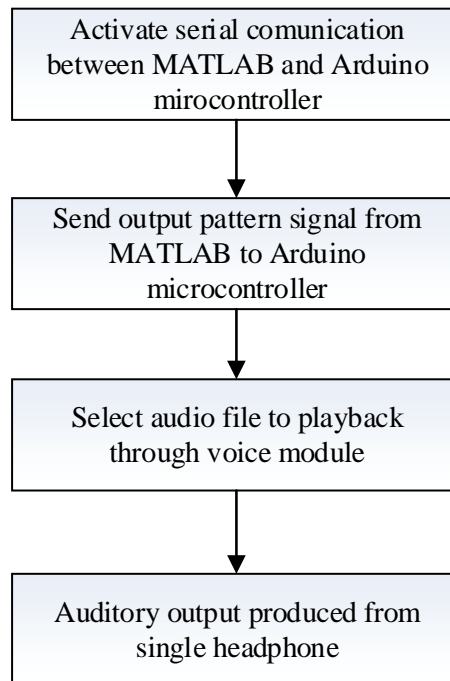 Activate serial comunication
between MATLAB and Arduino
mirocontroller
Send output pattern signal from
MATLAB to Arduino
microcontroller
Select audio file to playback
through voice module
Auditory output produced from
single headphone